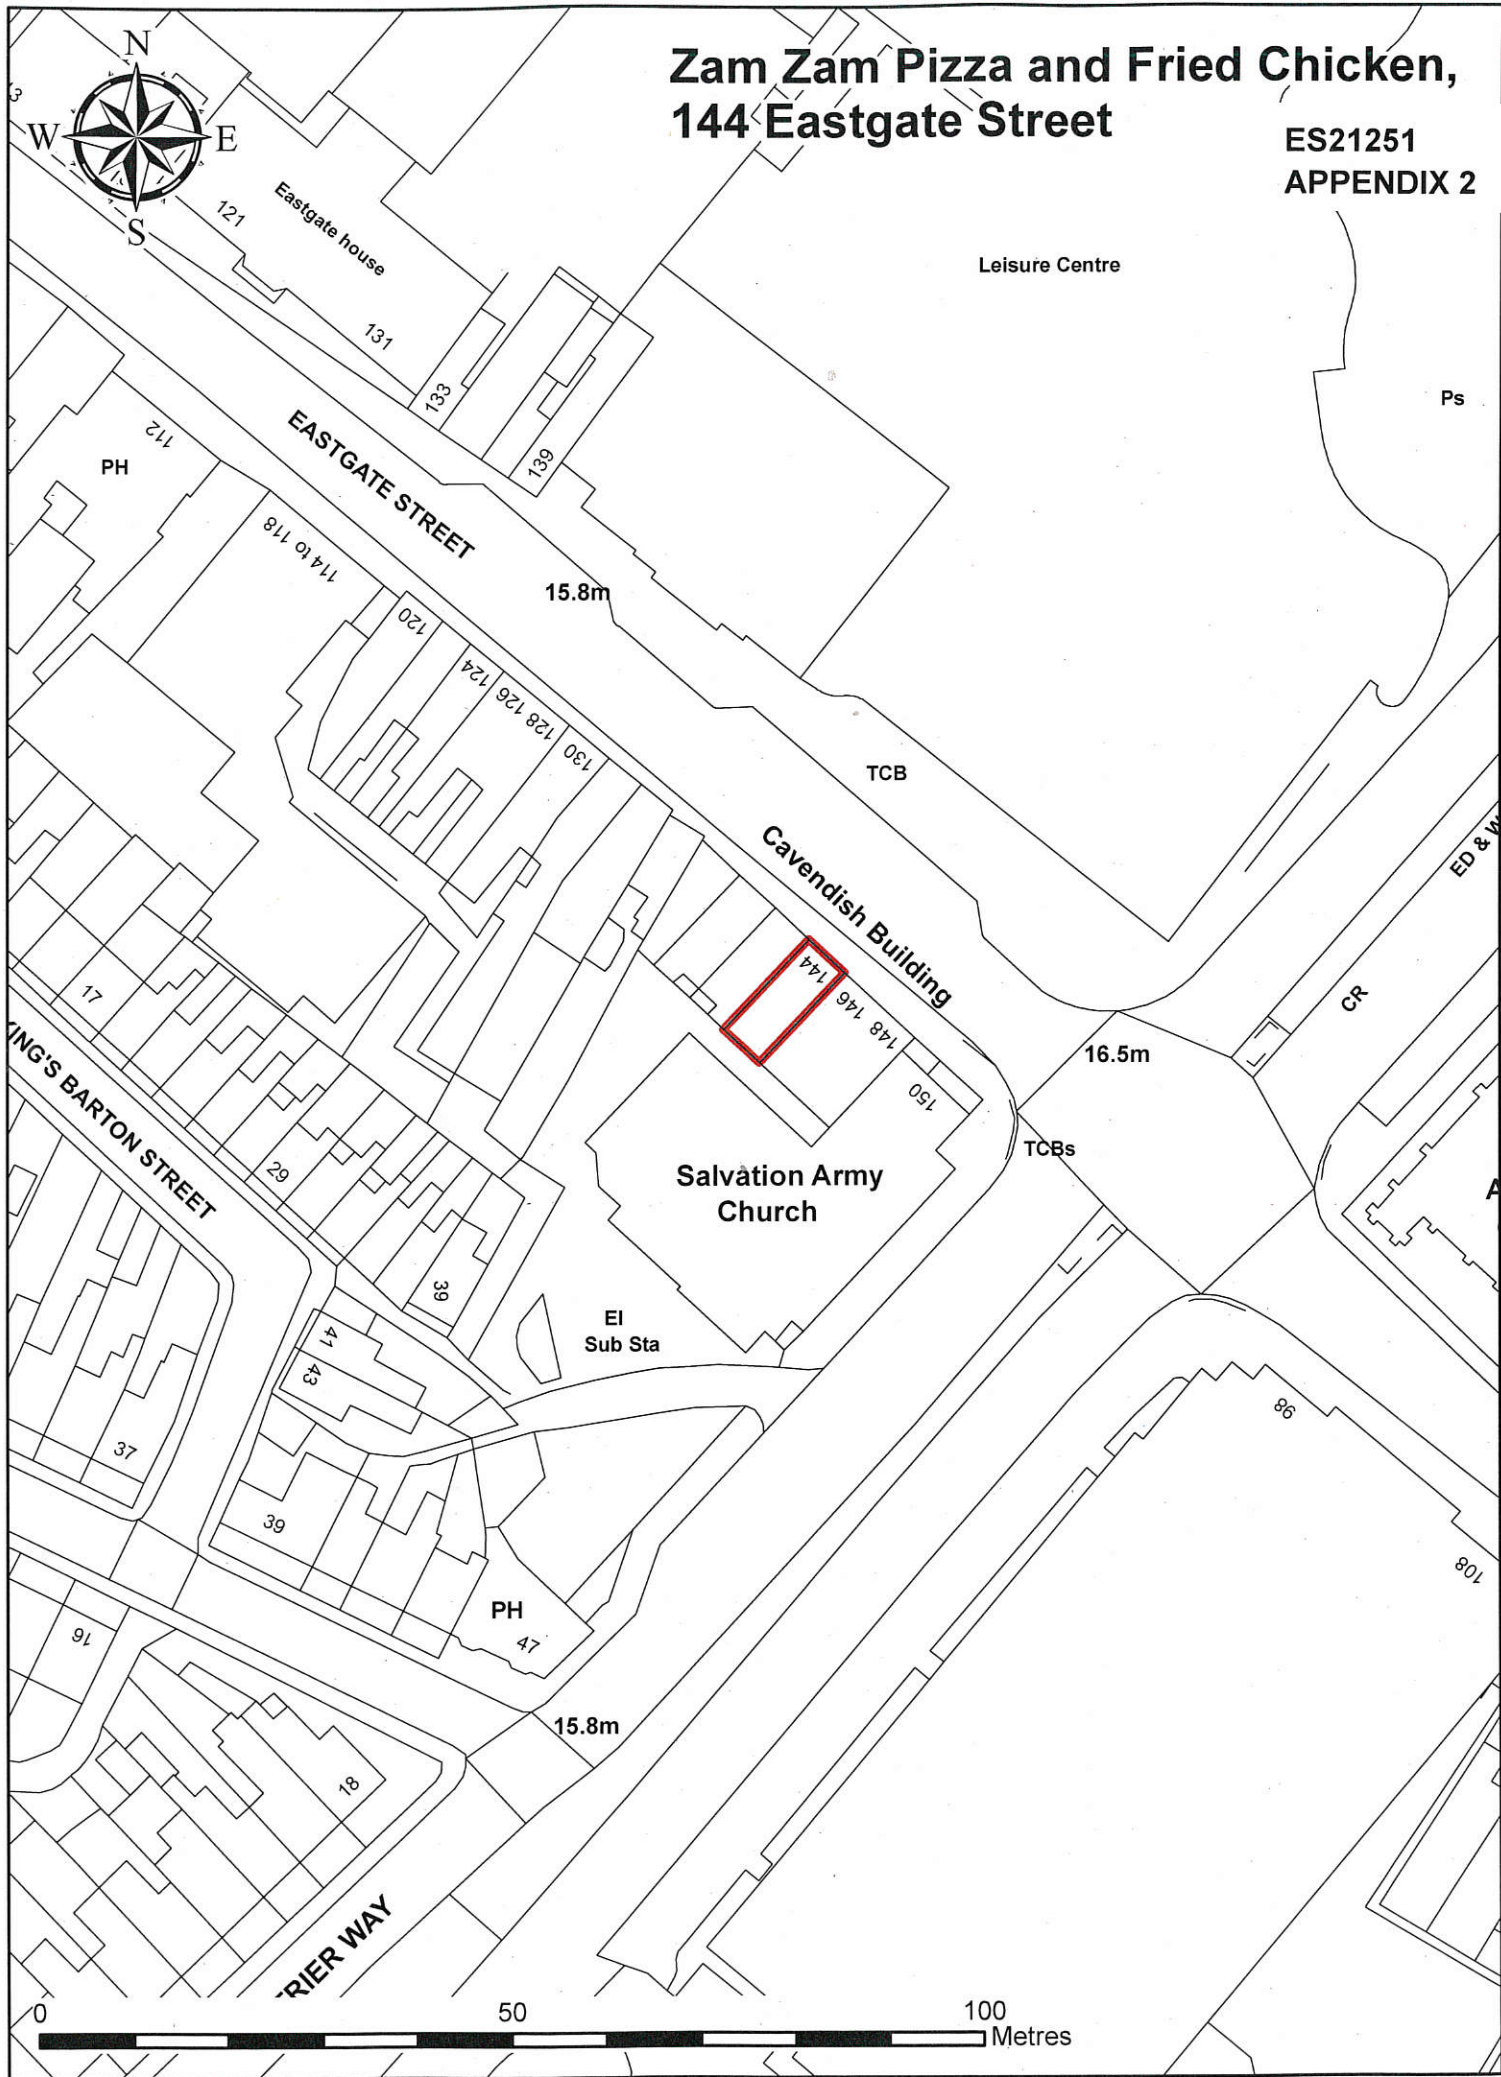 Zam Zam Pizza and Fried Chicken,
144 Eastgate Street
ES21251
APPENDIX 2
N
W
E
S
121
Eastgate house
131
133
139
Leisure Centre
Ps
112
PH
EASTGATE STREET
114 to 118
15.8m
120
124
126
128
130
TCB
Cavendish Building
ED & W
CR
144
146
148
150
16.5m
TCBs
17
KING'S BARTON STREET
29
39
Salvation Army
Church
El
Sub Sta
41
43
37
39
PH
47
98
108
16
18
15.8m
RIER WAY
0
50
100
Metres